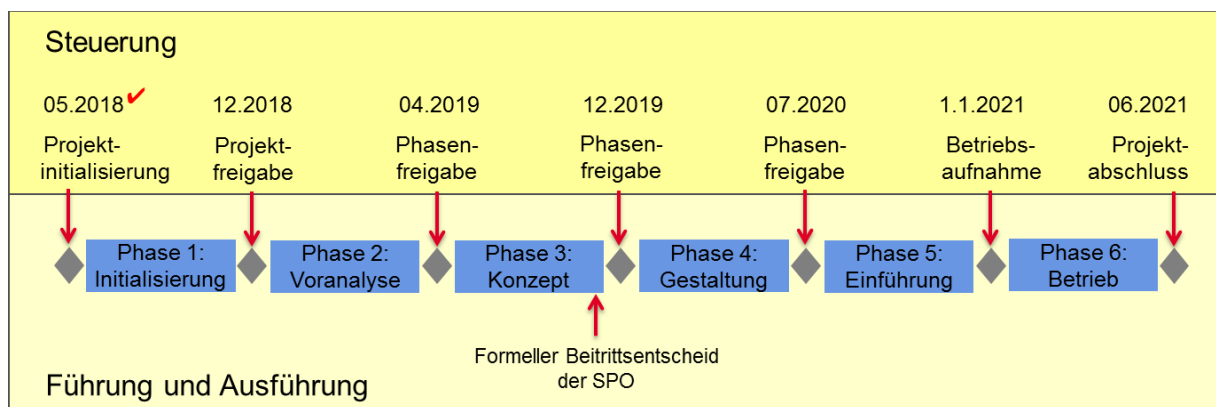 Steuerung
05.2018 ✓ 12.2018 04.2019 12.2019 07.2020 1.1.2021 06.2021
Projekt- Projekt- Phasen- Phasen- Phasen- Betriebs- Projekt-
initialisierung freigabe freigabe freigabe freigabe aufnahme abschluss
Phase 1: Phase 2: Phase 3: Phase 4: Phase 5: Phase 6:
Initialisierung Voranalyse Konzept Gestaltung Einführung Betrieb
Formeller Beitrittsentscheid
der SPO
Führung und Ausführung